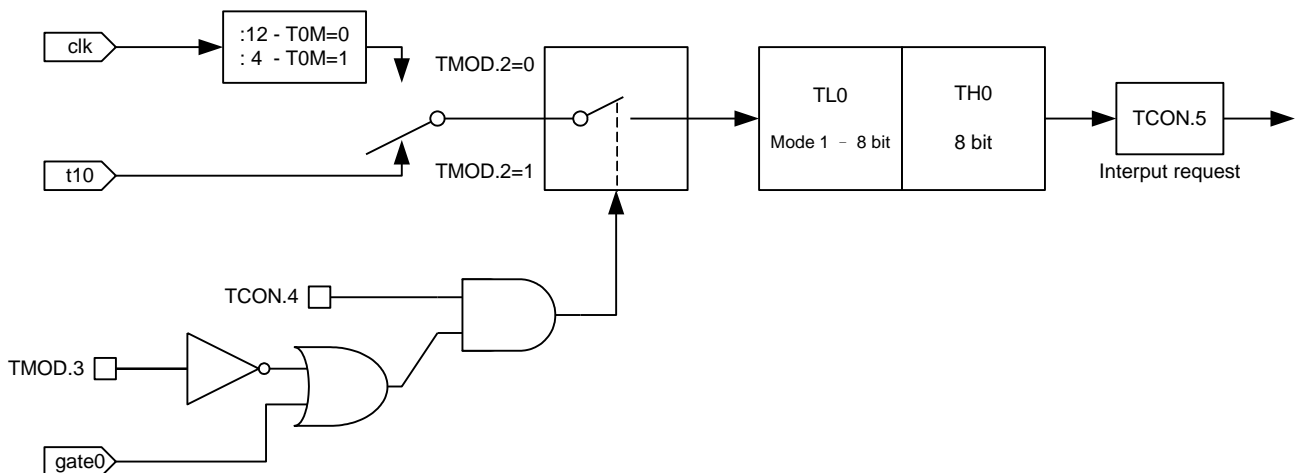 clk
:12 - T0M=0
: 4 - T0M=1
TMOD.2=0
t10
TMOD.2=1
TL0
Mode 1 – 8 bit
TH0
8 bit
TCON.5
Interput request
TCON.4
TMOD.3
gate0